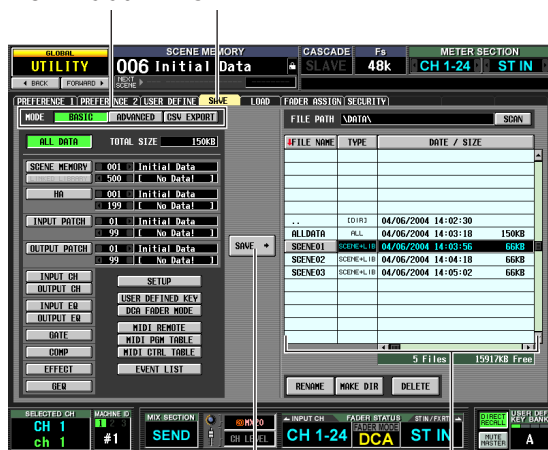 GLOBAL
UTILITY
BACK FORWARD
SCENE MEMORY
006 Initial Data
NEXT SCENE
CASCADE
SLAVE
Fs
48k
METER SECTION
CH 1-24
ST IN
PREFERENCE 1 PREFERENCE 2 USER DEFINE SAVE LOAD FADER ASSIGN SECURITY
MODE BASIC ADVANCED CSV EXPORT
FILE PATH \DATA\ SCAN
ALL DATA TOTAL SIZE 150KB
FILE NAME TYPE DATE / SIZE
SCENE MEMORY 001 Initial Data
500 [ No Data! ]
HA 001 Initial Data
199 [ No Data! ]
INPUT PATCH 01 Initial Data
99 [ No Data! ]
OUTPUT PATCH 01 Initial Data
99 [ No Data! ]
SAVE
.. [DIR] 04/06/2004 14:02:30
ALLDATA ALL 04/06/2004 14:03:18 150KB
SCENE01 SCENE+LIB 04/06/2004 14:03:56 66KB
SCENE02 SCENE+LIB 04/06/2004 14:04:18 66KB
SCENE03 SCENE+LIB 04/06/2004 14:05:02 66KB
INPUT CH
OUTPUT CH
INPUT EQ
OUTPUT EQ
GATE
COMP
EFFECT
GEQ
SETUP
USER DEFINED KEY
DCA FADER MODE
MIDI REMOTE
MIDI PGM TABLE
MIDI CTRL TABLE
EVENT LIST
5 Files 15917KB Free
RENAME MAKE DIR DELETE
SELECTED CH
CH 1
ch 1
MACHINE ID
1 2 3
#1
MIX SECTION
SEND
MX20
CH LEVEL
INPUT CH
CH 1-24
FADER STATUS
FADER MODE
DCA
ST IN/FXRTN
ST IN
DIRECT RECALL
MUTE MASTER
USER DEF
KEY BANK
A